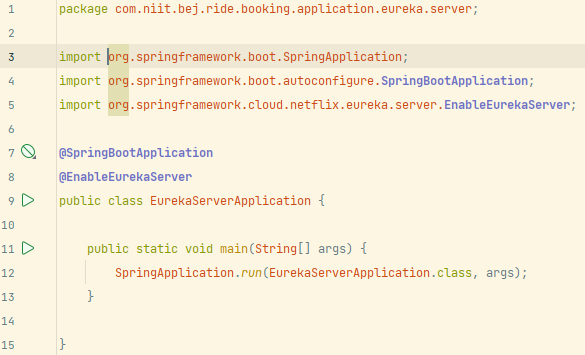 1 package com.niit.bej.ride.booking.application.eureka.server;
2
3 import org.springframework.boot.SpringApplication;
4 import org.springframework.boot.autoconfigure.SpringBootApplication;
5 import org.springframework.cloud.netflix.eureka.server.EnableEurekaServer;
6
7 @SpringBootApplication
8 @EnableEurekaServer
9 public class EurekaServerApplication {
10
11     public static void main(String[] args) {
12         SpringApplication.run(EurekaServerApplication.class, args);
13     }
14
15 }